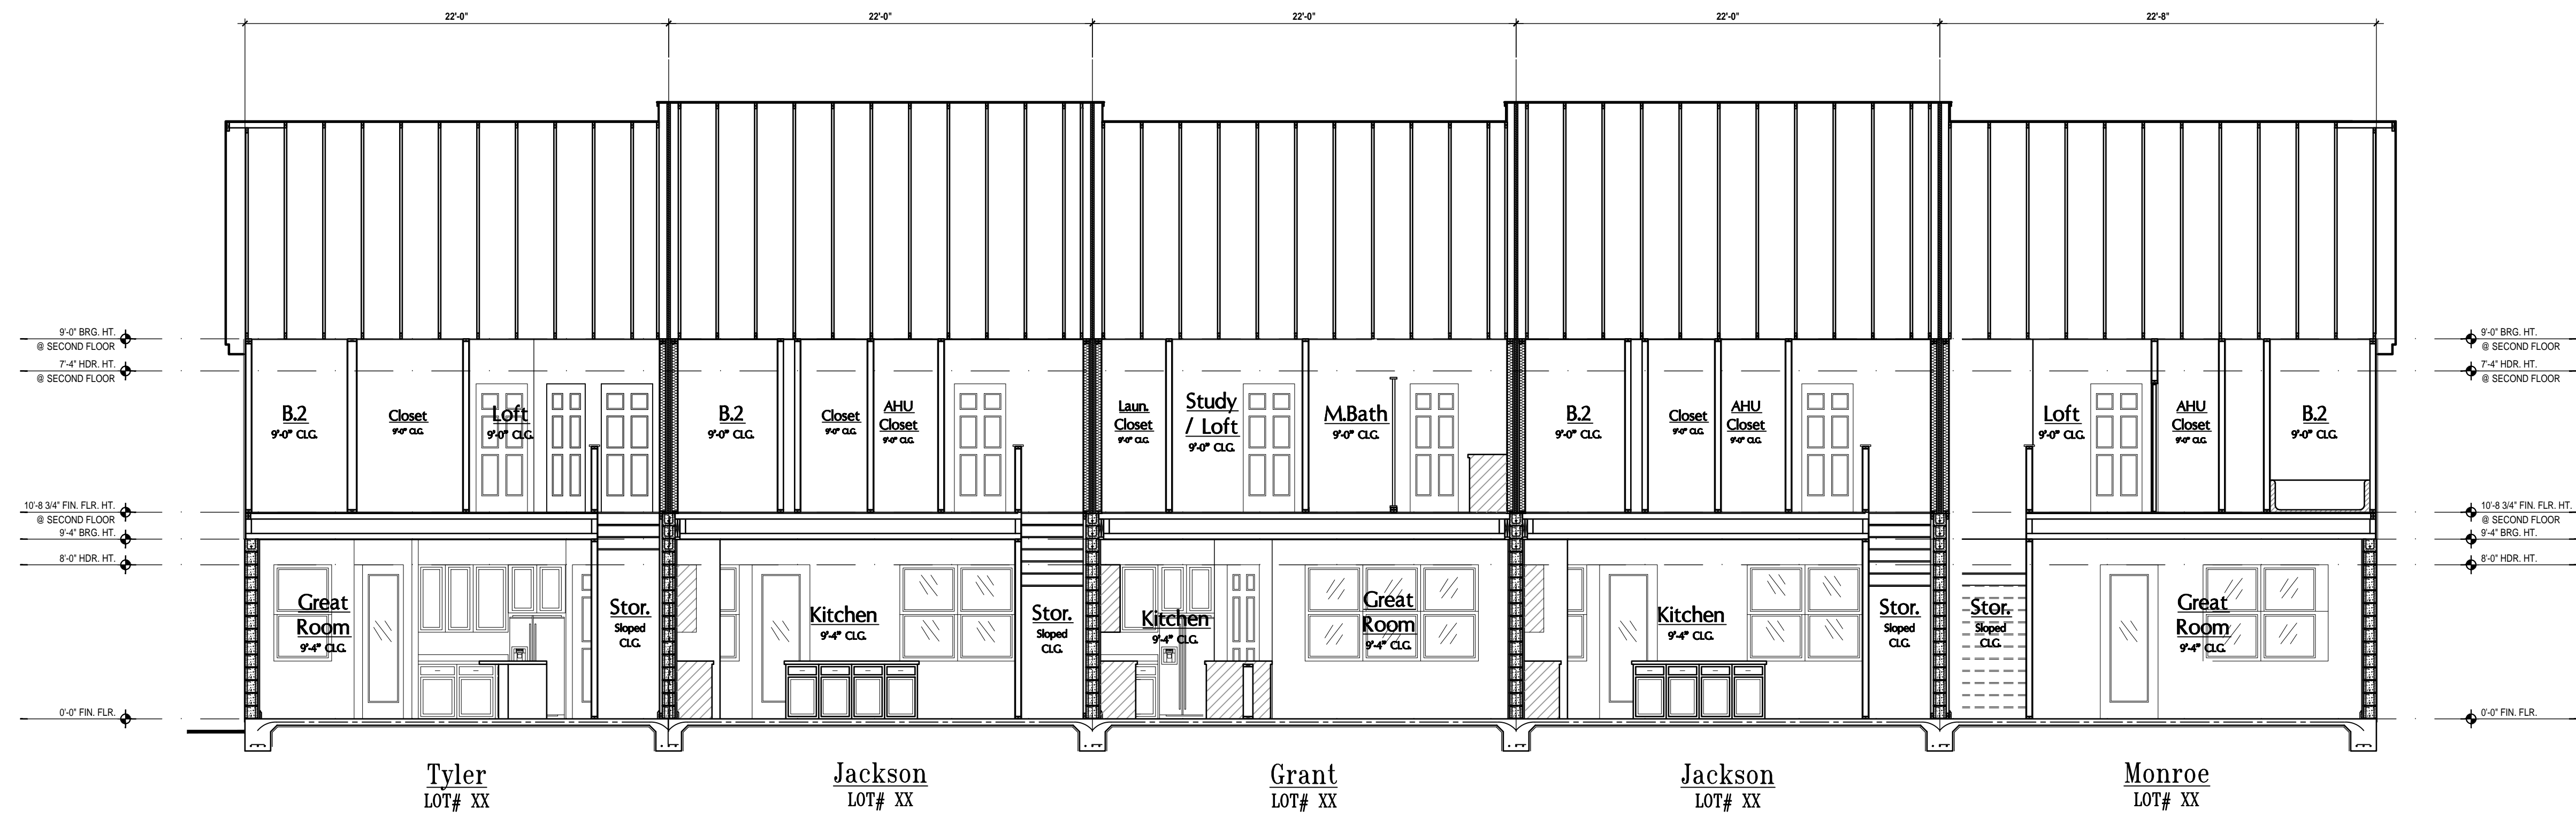 22'-0"
22'-0"
22'-0"
22'-0"
22'-8"
9'-0" BRG. HT.
@ SECOND FLOOR
7'-4" HDR. HT.
@ SECOND FLOOR
10'-8 3/4" FIN. FLR. HT.
@ SECOND FLOOR
9'-4" BRG. HT.
8'-0" HDR. HT.
0'-0" FIN. FLR.
B.2
9'-0" CLG.
Closet
9'-0" CLG.
Loft
9'-0" CLG.
B.2
9'-0" CLG.
Closet
9'-0" CLG.
AHU
Closet
9'-0" CLG.
Laun.
Closet
9'-0" CLG.
Study
/ Loft
9'-0" CLG.
M.Bath
9'-0" CLG.
B.2
9'-0" CLG.
Closet
9'-0" CLG.
AHU
Closet
9'-0" CLG.
Loft
9'-0" CLG.
AHU
Closet
9'-0" CLG.
B.2
9'-0" CLG.
Great
Room
9'-4" CLG.
Stor.
Sloped
CLG.
Kitchen
9'-4" CLG.
Stor.
Sloped
CLG.
Kitchen
9'-4" CLG.
Great
Room
9'-4" CLG.
Kitchen
9'-4" CLG.
Stor.
Sloped
CLG.
Stor.
Sloped
CLG.
Great
Room
9'-4" CLG.
9'-0" BRG. HT.
@ SECOND FLOOR
7'-4" HDR. HT.
@ SECOND FLOOR
10'-8 3/4" FIN. FLR. HT.
@ SECOND FLOOR
9'-4" BRG. HT.
8'-0" HDR. HT.
0'-0" FIN. FLR.
Tyler
LOT# XX
Jackson
LOT# XX
Grant
LOT# XX
Jackson
LOT# XX
Monroe
LOT# XX